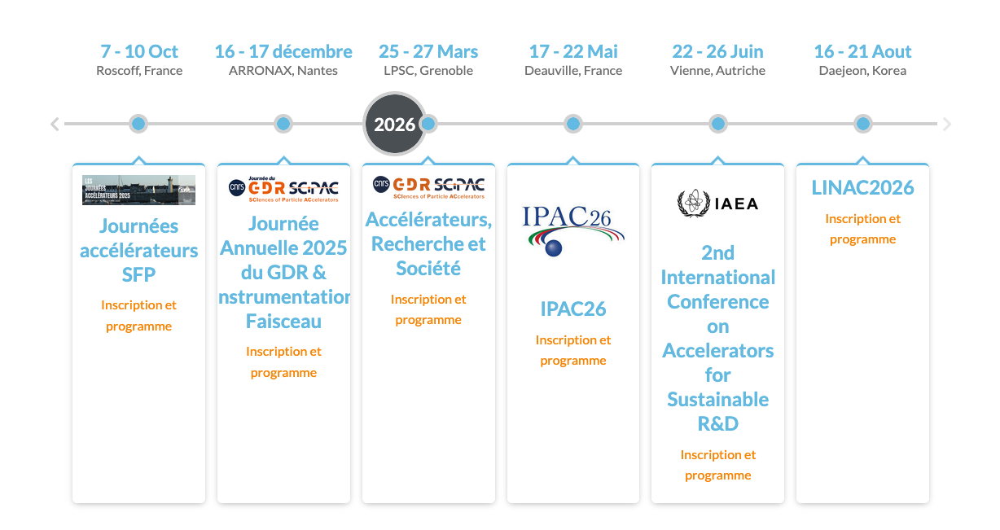 7 - 10 Oct
Roscoff, France
16 - 17 décembre
ARRONAX, Nantes
25 - 27 Mars
LPSC, Grenoble
17 - 22 Mai
Deauville, France
22 - 26 Juin
Vienne, Autriche
16 - 21 Aout
Daejeon, Korea
2026
LES
JOURNÉES
ACCÉLÉRATEURS 2025
Journées
accélérateurs
SFP
Inscription et
programme
cnrs
Journée du
GDR SCIPAC
SCIences of Particle ACcelerators
Journée
Annuelle 2025
du GDR &
nstrumentation
Faisceau
Inscription et
programme
cnrs
GDR SCIPAC
SCIences of Particle ACcelerators
Accélérateurs,
Recherche et
Société
Inscription et
programme
IPAC26
IPAC26
Inscription et
programme
IAEA
2nd
International
Conference
on
Accelerators
for
Sustainable
R&D
Inscription et
programme
LINAC2026
Inscription et
programme